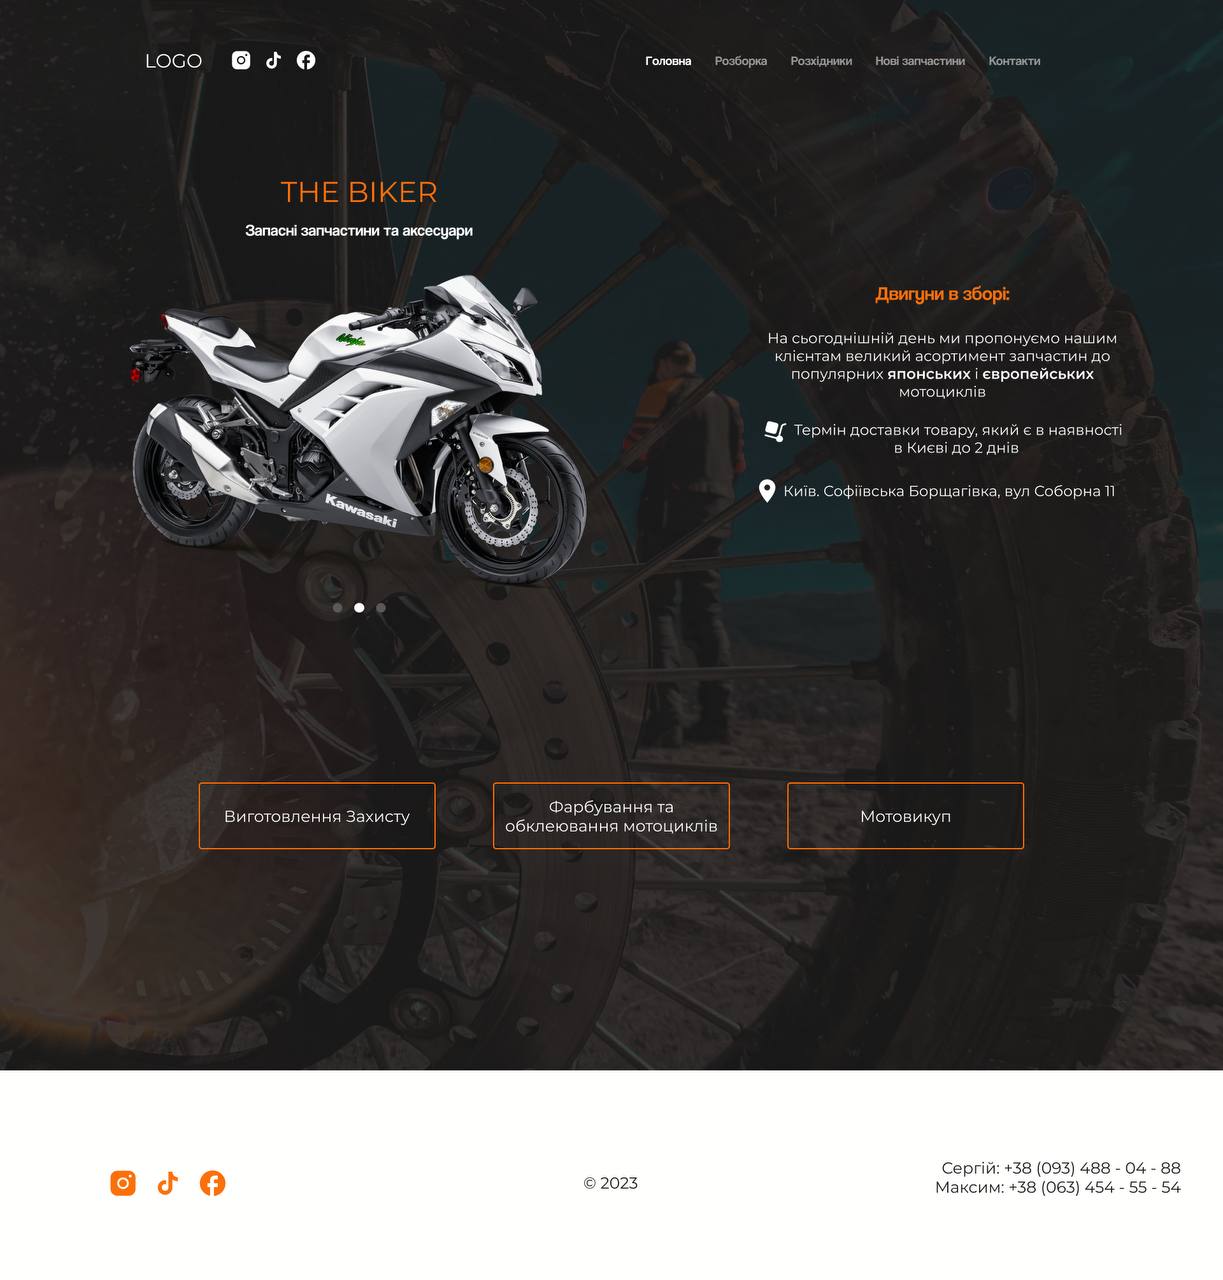 LOGO
Головна Розборка Розхідники Нові запчастини Контакти
THE BIKER
Запасні запчастини та аксесуари
Ninja
Kawasaki
Двигуни в зборі:
На сьогоднішній день ми пропонуємо нашим
клієнтам великий асортимент запчастин до
популярних японських і європейських
мотоциклів
Термін доставки товару, який є в наявності
в Києві до 2 днів
Київ. Софіївська Борщагівка, вул Соборна 11
Виготовлення Захисту
Фарбування та
обклеювання мотоциклів
Мотовикуп
© 2023
Сергій: +38 (093) 488 - 04 - 88
Максим: +38 (063) 454 - 55 - 54